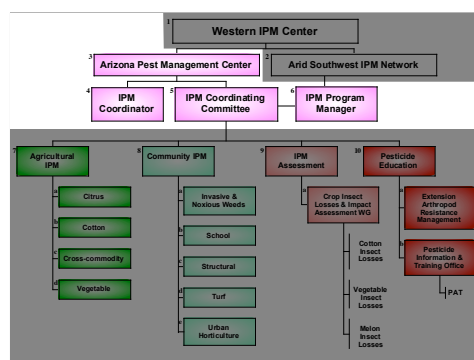 1
Western IPM Center
3
Arizona Pest Management Center
2
Arid Southwest IPM Network
4
IPM
Coordinator
5
IPM Coordinating
Committee
6
IPM Program
Manager
7
Agricultural
IPM
a
Citrus
b
Cotton
c
Cross-commodity
d
Vegetable
8
Community IPM
a
Invasive &
Noxious Weeds
b
School
c
Structural
d
Turf
e
Urban
Horticulture
9
IPM
Assessment
a
Crop Insect
Losses & Impact
Assessment WG
Cotton
Insect
Losses
Vegetable
Insect
Losses
Melon
Insect
Losses
10
Pesticide
Education
a
Extension
Arthropod
Resistance
Management
b
Pesticide
Information &
Training Office
PAT